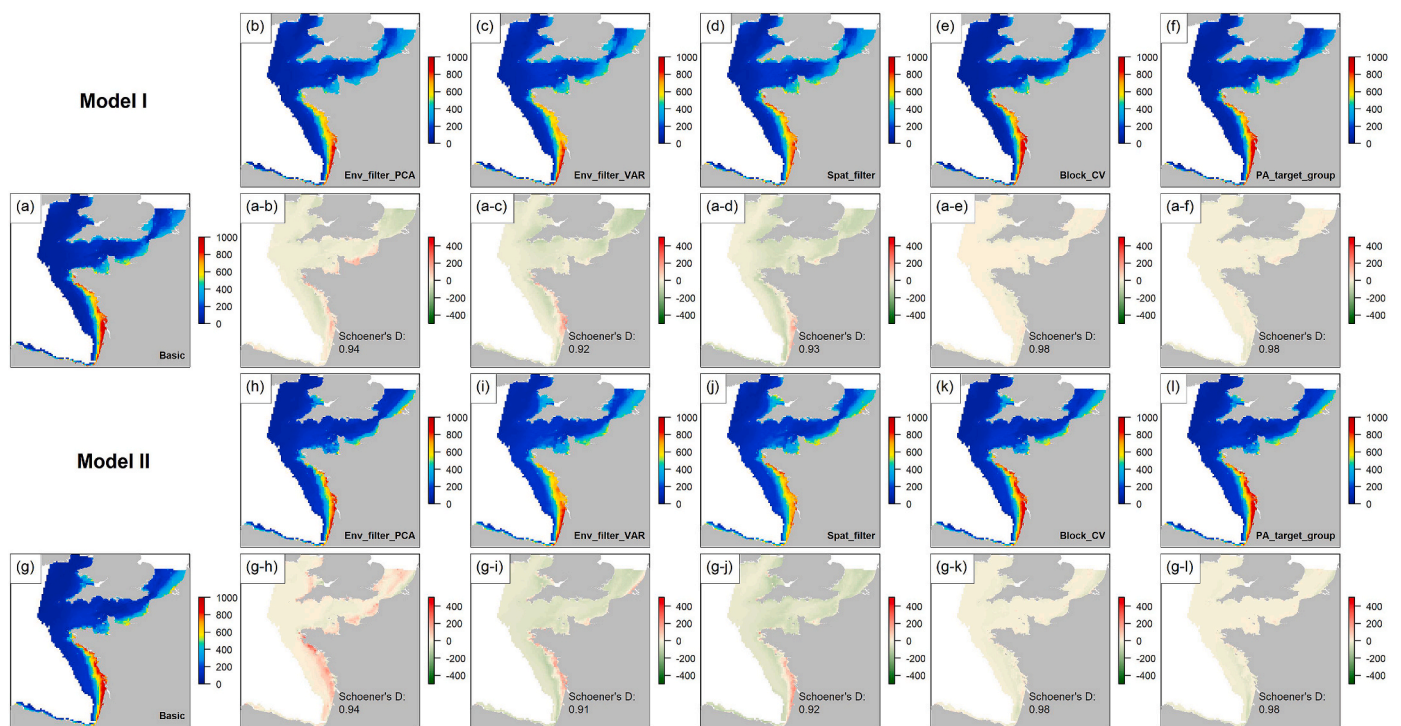 (b)
1000
800
600
400
200
0
Env_filter_PCA
(c)
1000
800
600
400
200
0
Env_filter_VAR
(d)
1000
800
600
400
200
0
Spat_filter
(e)
1000
800
600
400
200
0
Block_CV
(f)
1000
800
600
400
200
0
PA_target_group
Model I
(a)
1000
800
600
400
200
0
Basic
(a-b)
400
200
0
-200
-400
Schoener's D:
0.94
(a-c)
400
200
0
-200
-400
Schoener's D:
0.92
(a-d)
400
200
0
-200
-400
Schoener's D:
0.93
(a-e)
400
200
0
-200
-400
Schoener's D:
0.98
(a-f)
400
200
0
-200
-400
Schoener's D:
0.98
(h)
1000
800
600
400
200
0
Env_filter_PCA
(i)
1000
800
600
400
200
0
Env_filter_VAR
(j)
1000
800
600
400
200
0
Spat_filter
(k)
1000
800
600
400
200
0
Block_CV
(l)
1000
800
600
400
200
0
PA_target_group
Model II
(g)
1000
800
600
400
200
0
Basic
(g-h)
400
200
0
-200
-400
Schoener's D:
0.94
(g-i)
400
200
0
-200
-400
Schoener's D:
0.91
(g-j)
400
200
0
-200
-400
Schoener's D:
0.92
(g-k)
400
200
0
-200
-400
Schoener's D:
0.98
(g-l)
400
200
0
-200
-400
Schoener's D:
0.98